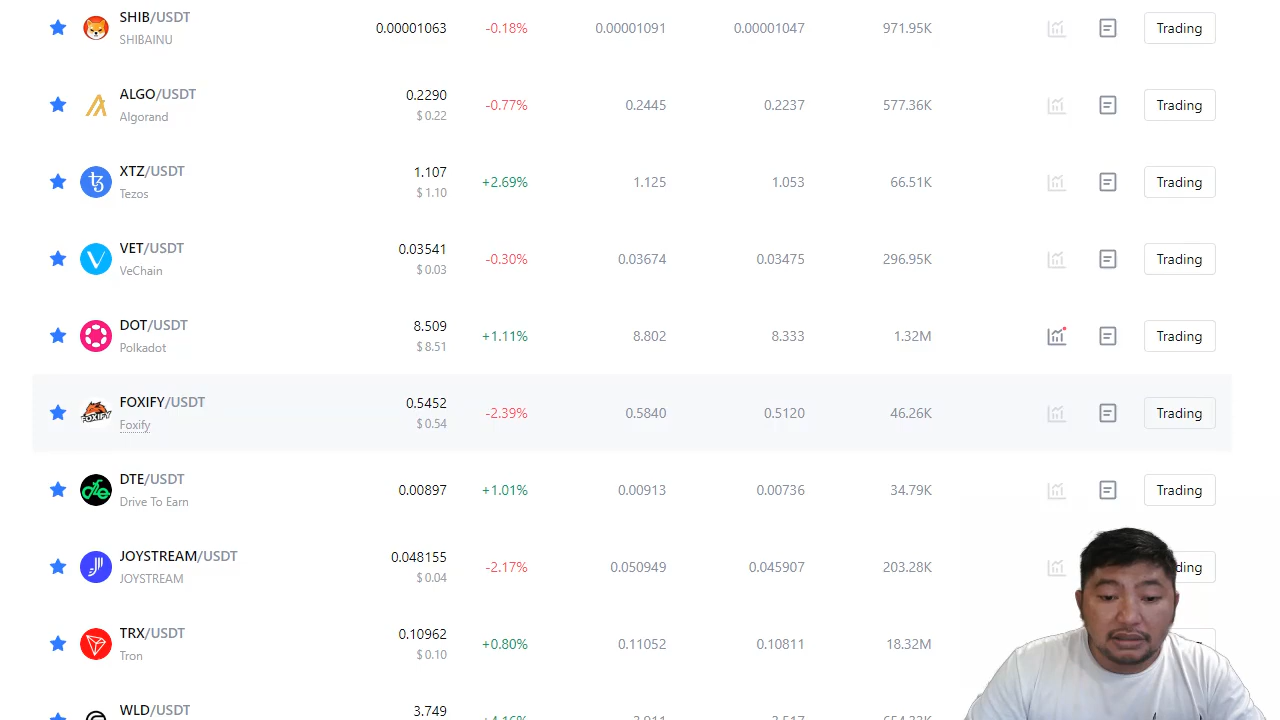 SHIB/USDT 0.00001063 -0.18% 0.00001091 0.00001047 971.95K Trading
SHIBAINU
ALGO/USDT 0.2290 -0.77% 0.2445 0.2237 577.36K Trading
Algorand $ 0.22
XTZ/USDT 1.107 +2.69% 1.125 1.053 66.51K Trading
Tezos $ 1.10
VET/USDT 0.03541 -0.30% 0.03674 0.03475 296.95K Trading
VeChain $ 0.03
DOT/USDT 8.509 +1.11% 8.802 8.333 1.32M Trading
Polkadot $ 8.51
FOXIFY/USDT 0.5452 -2.39% 0.5840 0.5120 46.26K Trading
FOXIFY
Foxify $ 0.54
DTE/USDT 0.00897 +1.01% 0.00913 0.00736 34.79K Trading
dte
Drive To Earn
JOYSTREAM/USDT 0.048155 -2.17% 0.050949 0.045907 203.28K ding
JOYSTREAM $ 0.04
TRX/USDT 0.10962 +0.80% 0.11052 0.10811 18.32M
Tron $ 0.10
WLD/USDT 3.749